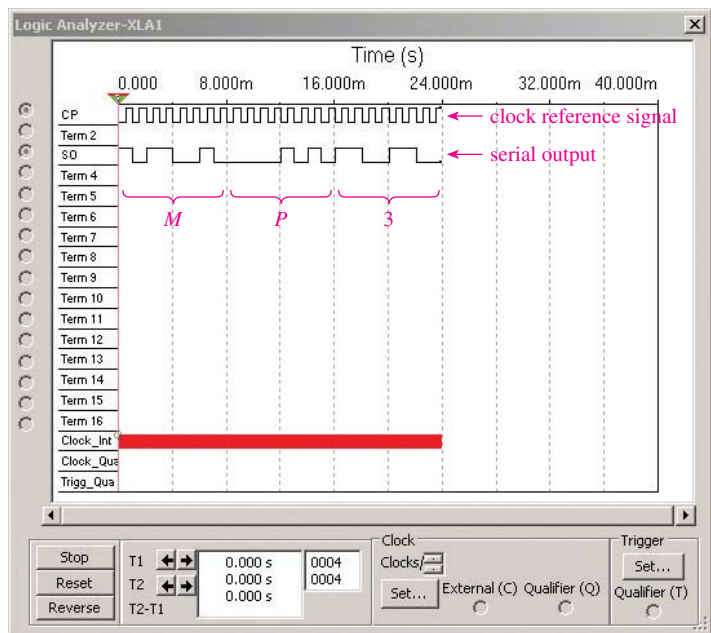 Logic Analyzer-XLA1
Time (s)
0.000 8.000m 16.000m 24.000m 32.000m 40.000m
CP
clock reference signal
Term 2
SO
serial output
Term 4
Term 5
M P 3
Term 6
Term 7
Term 8
Term 9
Term 10
Term 11
Term 12
Term 13
Term 14
Term 15
Term 16
Clock_Int
Clock_Qua
Trigg_Qua
Stop
Reset
Reverse
T1
T2
T2-T1
0.000 s
0.000 s
0.000 s
0004
0004
Clock
Clocks/
Set...
External (C)
Qualifier (Q)
Trigger
Set...
Qualifier (T)